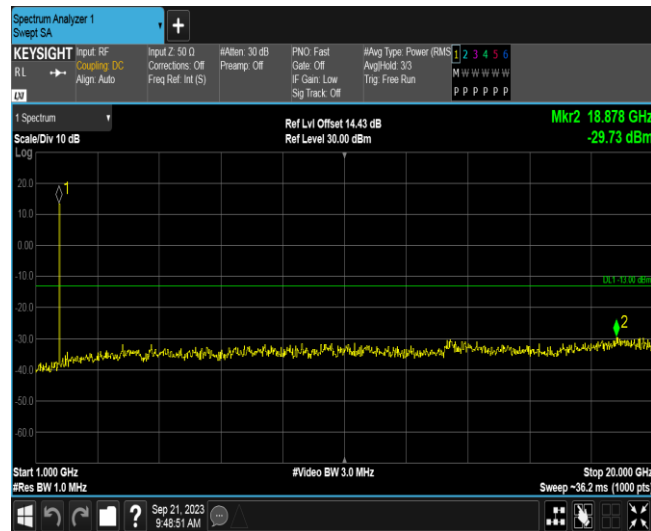 Spectrum Analyzer 1
Swept SA
+
KEYSIGHT
RL
LXI
Input: RF
Coupling: DC
Align: Auto
Input Z: 50 Ω
Corrections: Off
Freq Ref: Int (S)
#Atten: 30 dB
Preamp: Off
PNO: Fast
Gate: Off
IF Gain: Low
Sig Track: Off
#Avg Type: Power (RMS
Avg|Hold: 3/3
Trig: Free Run
1 2 3 4 5 6
M W W W W W
P P P P P P
1 Spectrum
Scale/Div 10 dB
Log
Ref Lvl Offset 14.43 dB
Ref Level 30.00 dBm
Mkr2 18.878 GHz
-29.73 dBm
20.0
1
0.00
-10.0
DL1 -13.00 dBm
-20.0
2
-30.0
-40.0
-50.0
-60.0
Start 1.000 GHz
#Res BW 1.0 MHz
#Video BW 3.0 MHz
Stop 20.000 GHz
Sweep ~36.2 ms (1000 pts)
?
Sep 21, 2023
9:48:51 AM